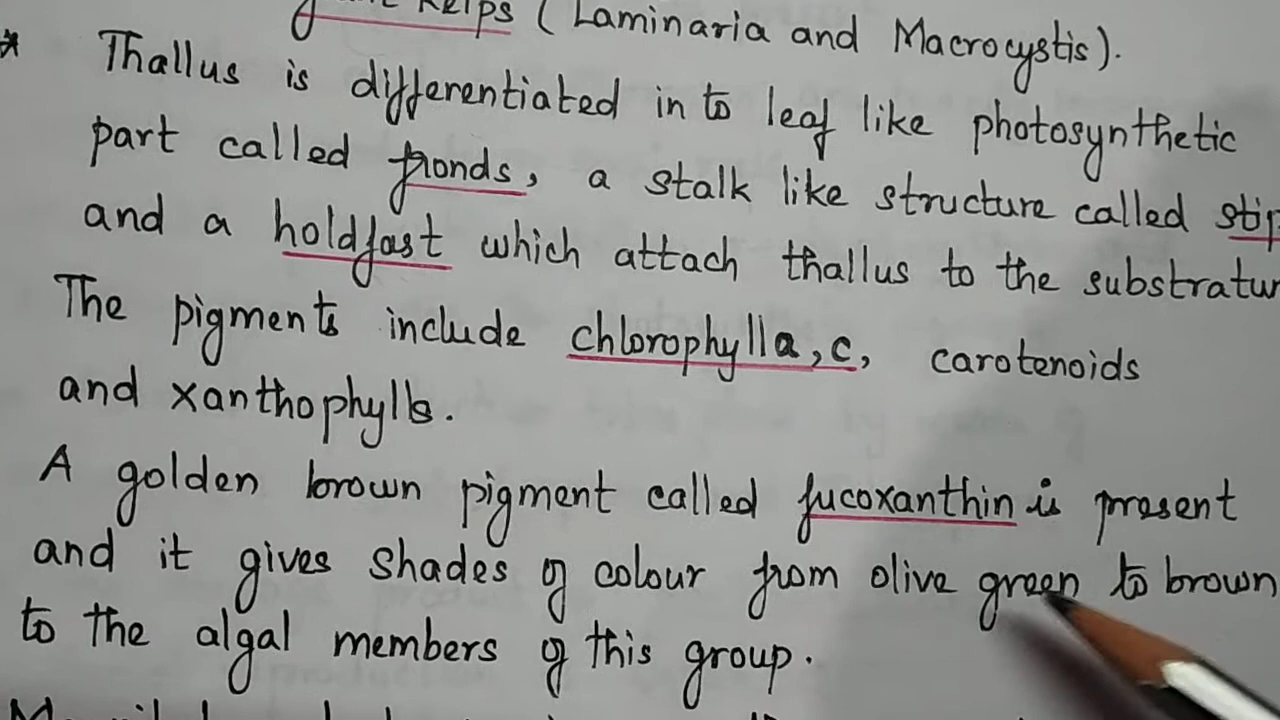 Kelps (Laminaria and Macrocystis).
* Thallus is differentiated in to leaf like photosynthetic
part called fronds, a stalk like structure called stip
and a holdfast which attach thallus to the substratu
The pigments include chlorophyll a, c, carotenoids
and xanthophylls.
A golden brown pigment called fucoxanthin is present
and it gives shades of colour from olive green to brown
to the algal members of this group.